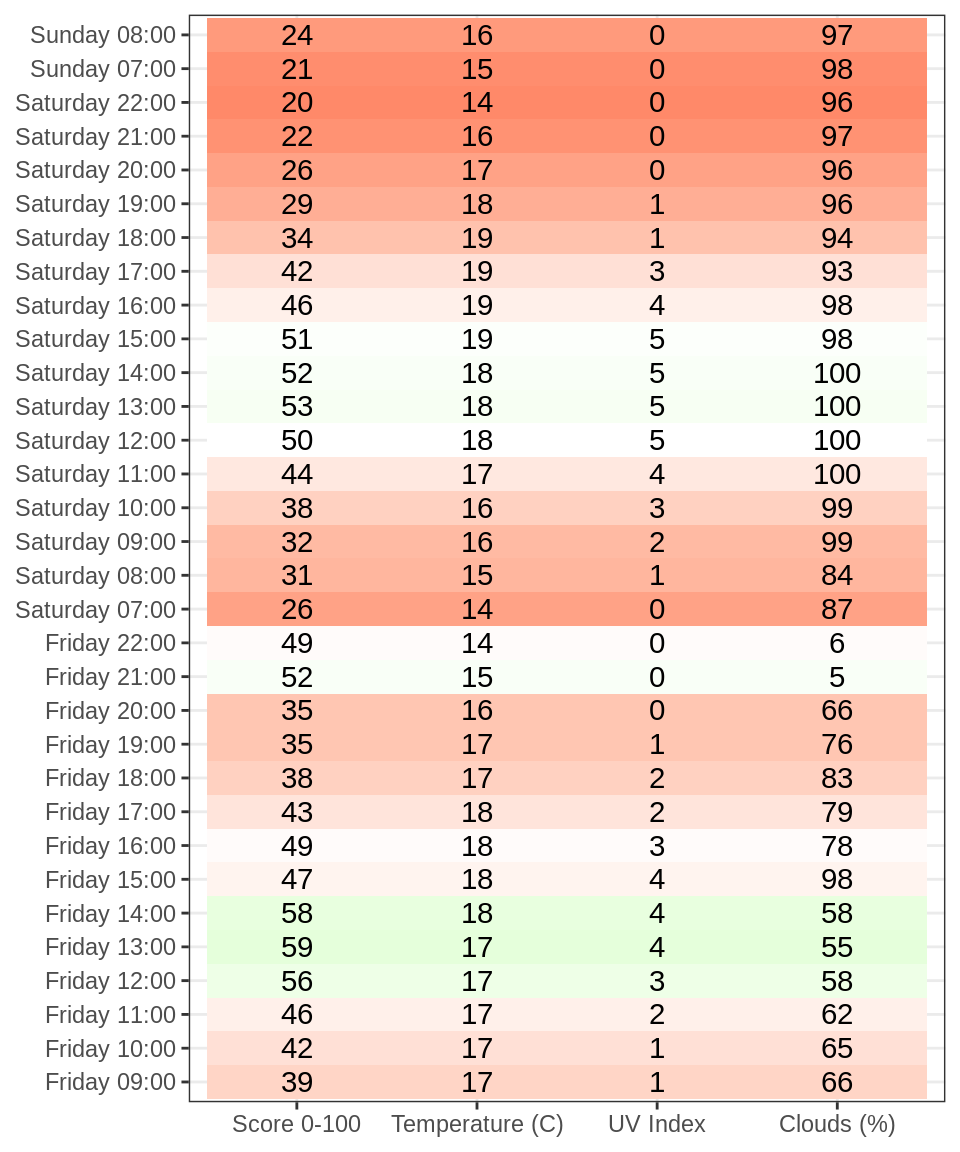 Sunday 08:00 24 16 0 97
Sunday 07:00 21 15 0 98
Saturday 22:00 20 14 0 96
Saturday 21:00 22 16 0 97
Saturday 20:00 26 17 0 96
Saturday 19:00 29 18 1 96
Saturday 18:00 34 19 1 94
Saturday 17:00 42 19 3 93
Saturday 16:00 46 19 4 98
Saturday 15:00 51 19 5 98
Saturday 14:00 52 18 5 100
Saturday 13:00 53 18 5 100
Saturday 12:00 50 18 5 100
Saturday 11:00 44 17 4 100
Saturday 10:00 38 16 3 99
Saturday 09:00 32 16 2 99
Saturday 08:00 31 15 1 84
Saturday 07:00 26 14 0 87
Friday 22:00 49 14 0 6
Friday 21:00 52 15 0 5
Friday 20:00 35 16 0 66
Friday 19:00 35 17 1 76
Friday 18:00 38 17 2 83
Friday 17:00 43 18 2 79
Friday 16:00 49 18 3 78
Friday 15:00 47 18 4 98
Friday 14:00 58 18 4 58
Friday 13:00 59 17 4 55
Friday 12:00 56 17 3 58
Friday 11:00 46 17 2 62
Friday 10:00 42 17 1 65
Friday 09:00 39 17 1 66
Score 0-100 Temperature (C) UV Index Clouds (%)